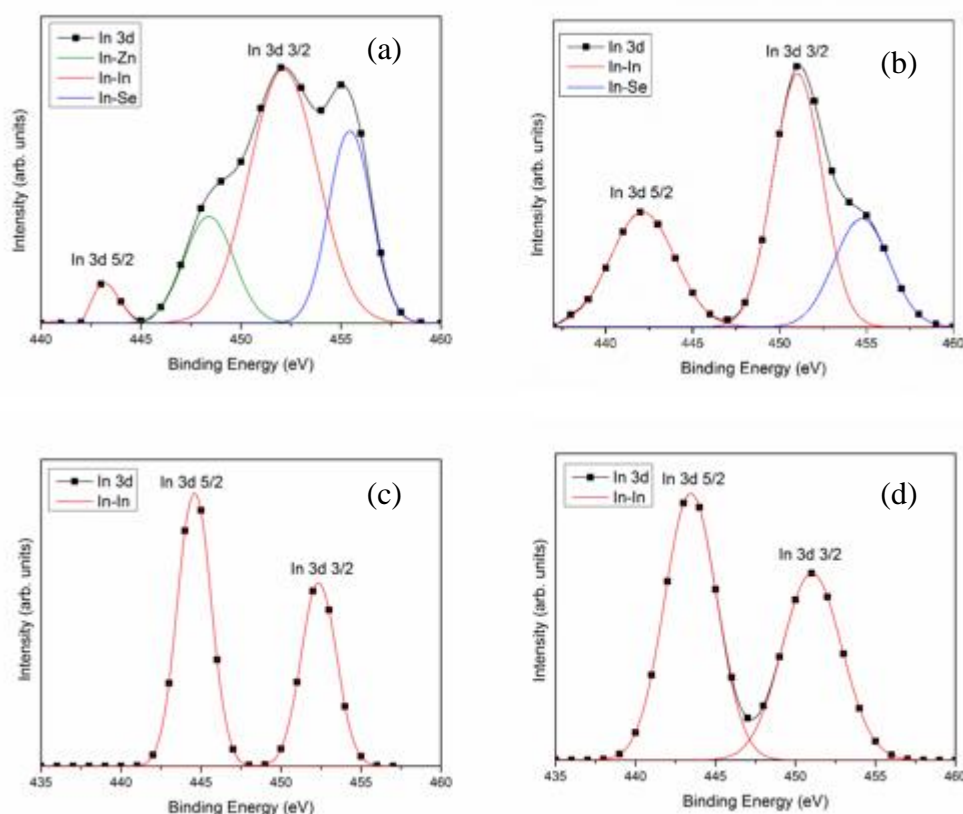 In 3d
In-Zn
In-In
In-Se
In 3d 3/2
(a)
In 3d 5/2
Intensity (arb. units)
440 445 450 455 460
Binding Energy (eV)
In 3d
In-In
In-Se
In 3d 3/2
(b)
In 3d 5/2
Intensity (arb. units)
440 445 450 455 460
Binding Energy (eV)
In 3d
In-In
In 3d 5/2
(c)
In 3d 3/2
Intensity (arb. units)
435 440 445 450 455 460
Binding Energy (eV)
In 3d
In-In
In 3d 5/2
(d)
In 3d 3/2
Intensity (arb. units)
435 440 445 450 455 460
Binding Energy (eV)